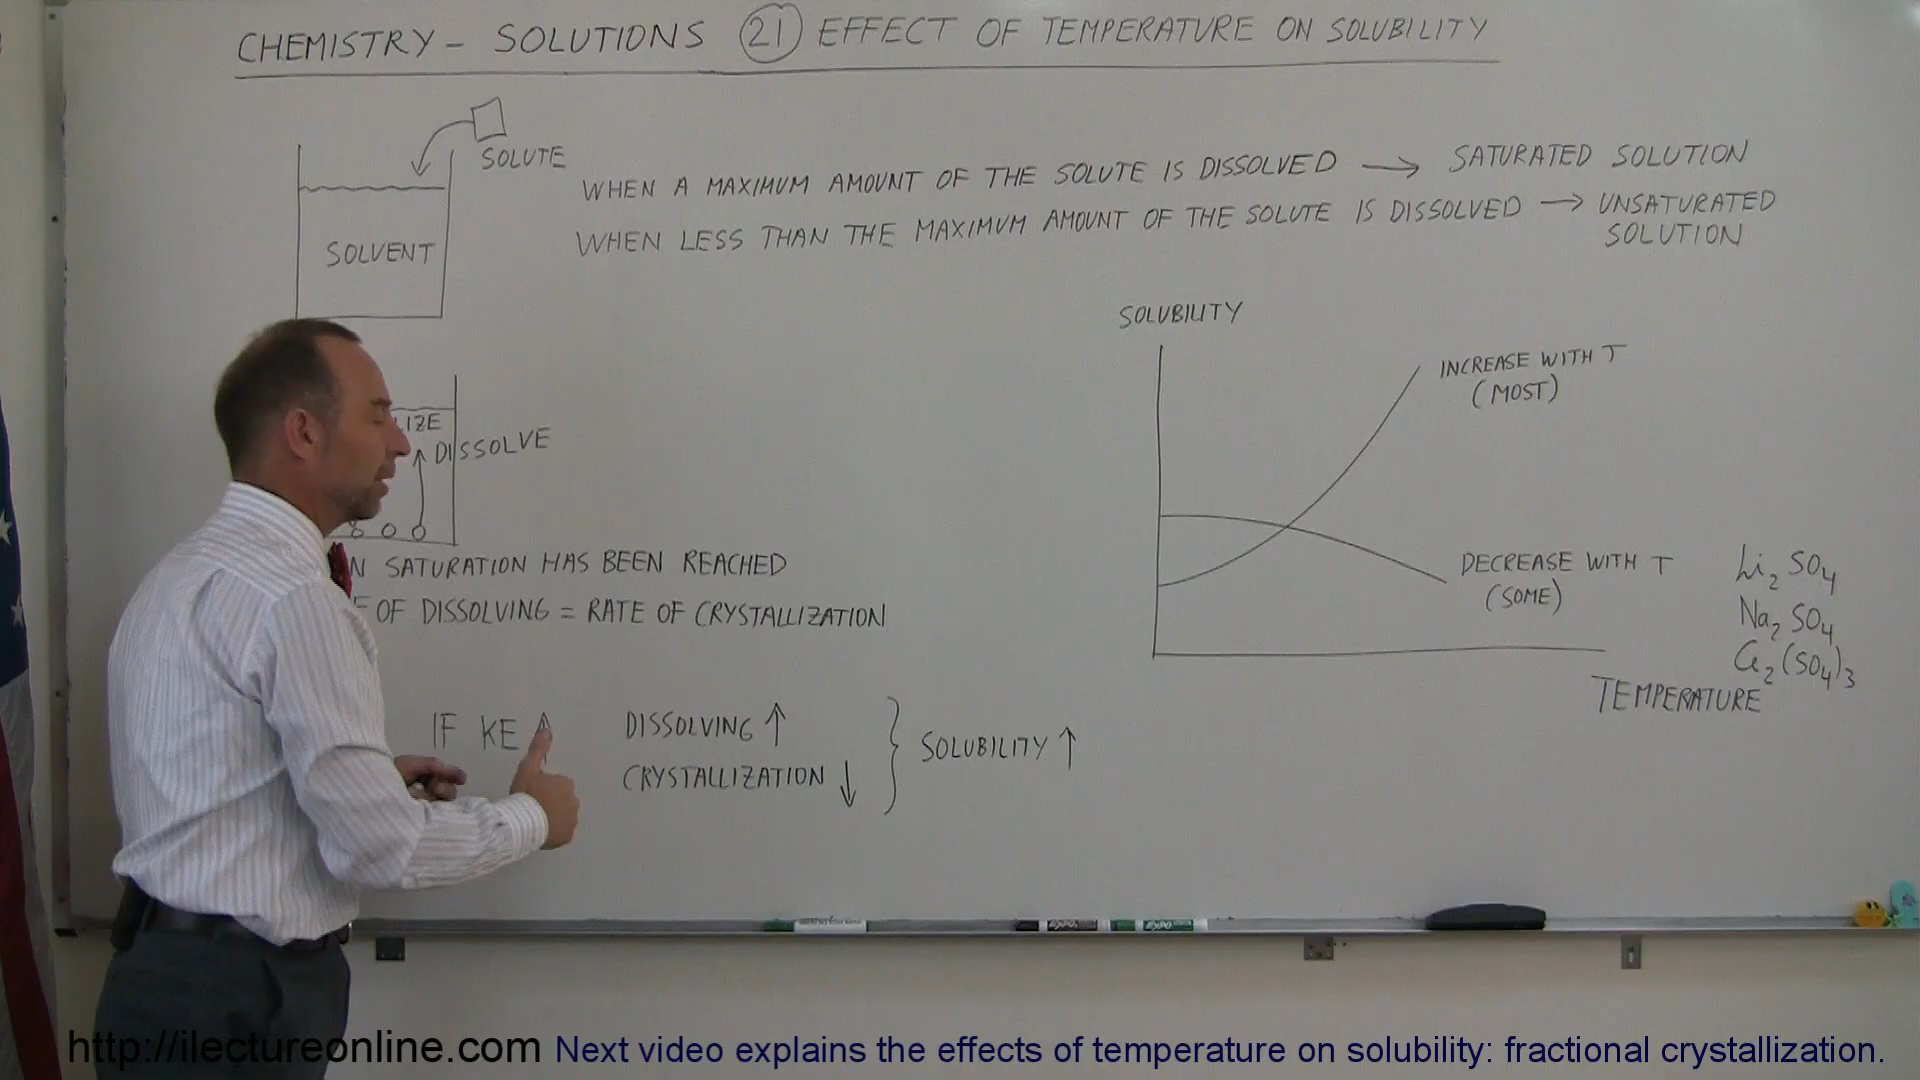 CHEMISTRY – SOLUTIONS 21 EFFECT OF TEMPERATURE ON SOLUBILITY
SOLUTE
SOLVENT
WHEN A MAXIMUM AMOUNT OF THE SOLUTE IS DISSOLVED → SATURATED SOLUTION
WHEN LESS THAN THE MAXIMUM AMOUNT OF THE SOLUTE IS DISSOLVED → UNSATURATED
SOLUTION
LIZE
DISSOLVE
N SATURATION HAS BEEN REACHED
OF DISSOLVING = RATE OF CRYSTALLIZATION
IF KE ↑
DISSOLVING ↑
CRYSTALLIZATION ↓
SOLUBILITY ↑
SOLUBILITY
INCREASE WITH T
(MOST)
DECREASE WITH T
(SOME)
TEMPERATURE
Li₂SO₄
Na₂SO₄
Ce₂(SO₄)₃
EXPO
EXPO
http://ilectureonline.com Next video explains the effects of temperature on solubility: fractional crystallization.